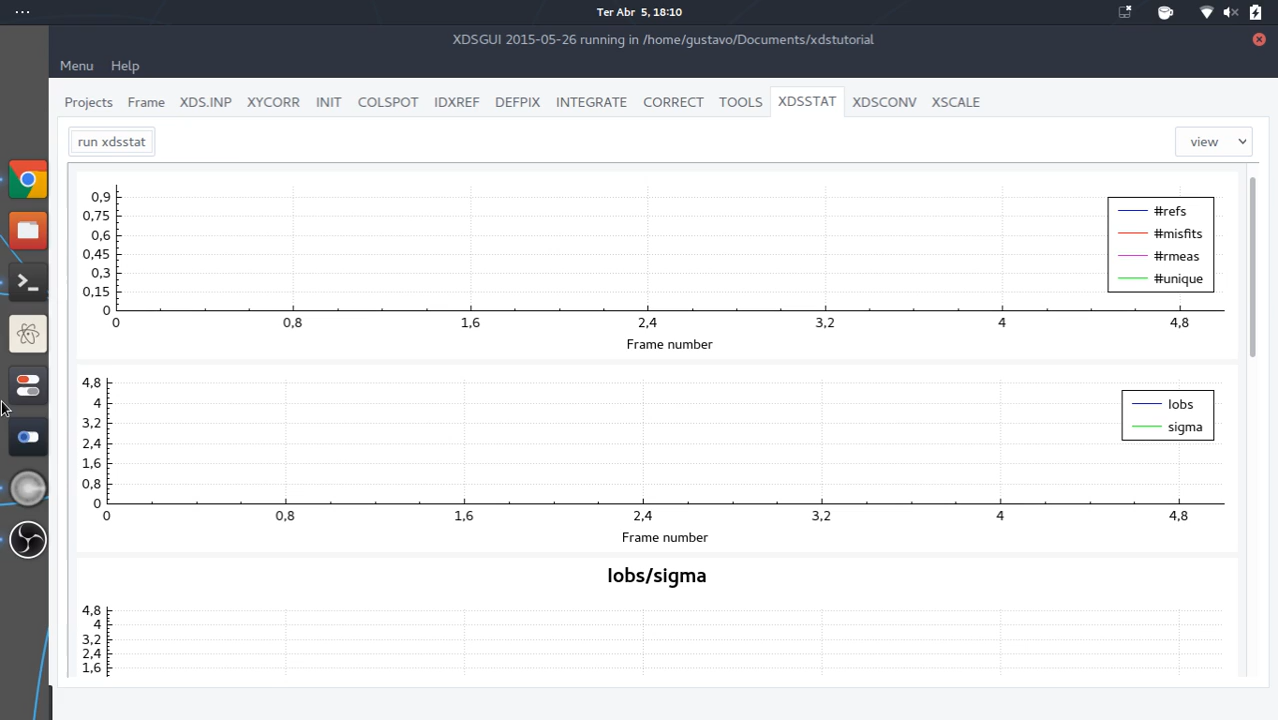 Ter Abr 5, 18:10
XDSGUI 2015-05-26 running in /home/gustavo/Documents/xdstutorial
Menu Help
Projects Frame XDS.INP XYCORR INIT COLSPOT IDXREF DEFPIX INTEGRATE CORRECT TOOLS XDSSTAT XDSCONV XSCALE
run xdsstat view
0,9
0,75
0,6
0,45
0,3
0,15
0
#refs
#misfits
#rmeas
#unique
0 0,8 1,6 2,4 3,2 4 4,8
Frame number
4,8
4
3,2
2,4
1,6
0,8
0
Iobs
sigma
0 0,8 1,6 2,4 3,2 4 4,8
Frame number
Iobs/sigma
4,8
4
3,2
2,4
1,6